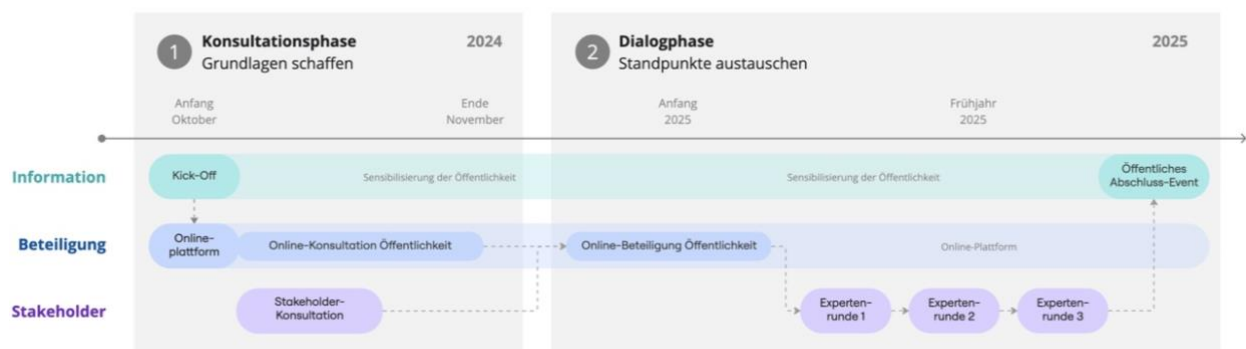 1
Konsultationsphase
2024
Grundlagen schaffen
2
Dialogphase
2025
Standpunkte austauschen
Anfang
Oktober
Ende
November
Anfang
2025
Frühjahr
2025
Information
Kick-Off
Sensibilisierung der Öffentlichkeit
Sensibilisierung der Öffentlichkeit
Öffentliches
Abschluss-Event
Beteiligung
Online-
plattform
Online-Konsultation Öffentlichkeit
Online-Beteiligung Öffentlichkeit
Online-Plattform
Stakeholder
Stakeholder-
Konsultation
Experten-
runde 1
Experten-
runde 2
Experten-
runde 3